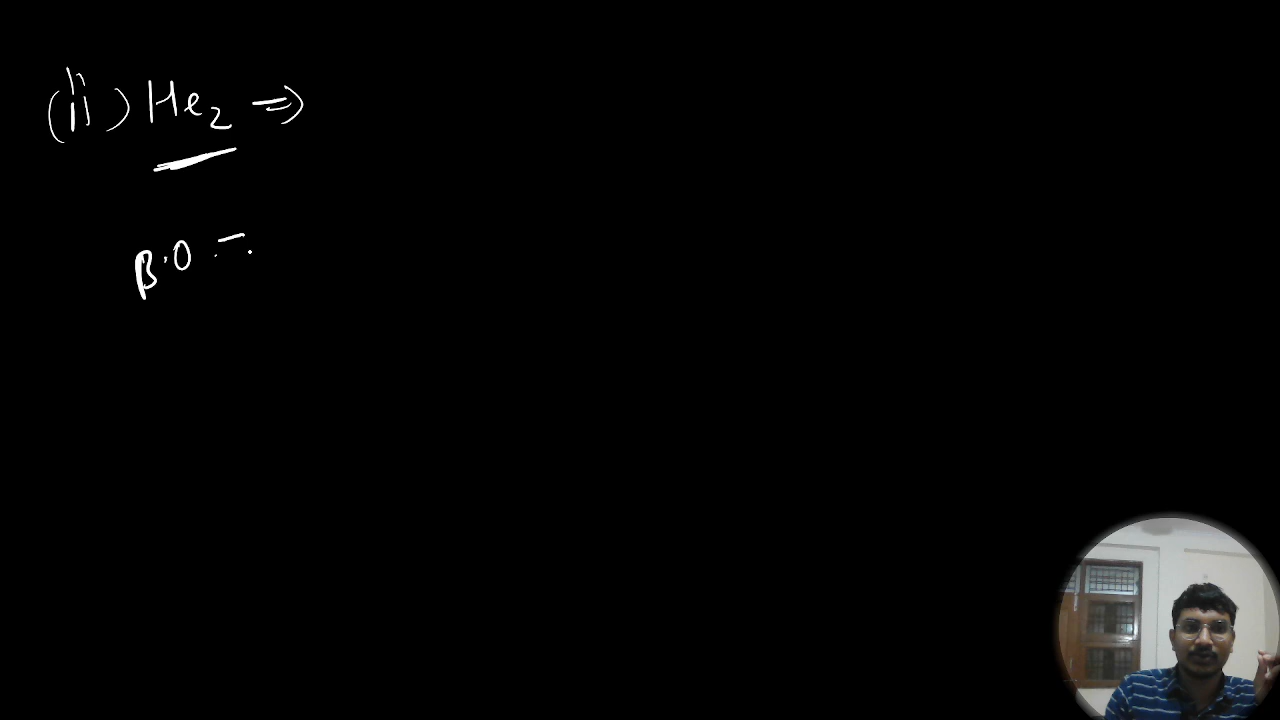 (ii) He₂ ⇒
B.O ÷